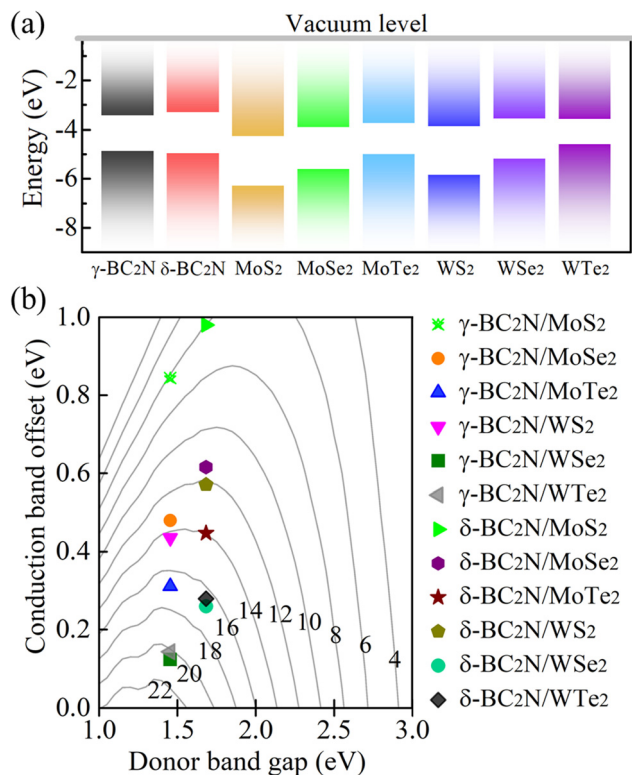 (a) Vacuum level
Energy (eV)
-2
-4
-6
-8
γ-BC2N δ-BC2N MoS2 MoSe2 MoTe2 WS2 WSe2 WTe2
(b)
Conduction band offset (eV)
1.0
0.8
0.6
0.4
0.2
0.0
22 20 18 16 14 12 10 8 6 4
1.0 1.5 2.0 2.5 3.0
Donor band gap (eV)
γ-BC2N/MoS2
γ-BC2N/MoSe2
γ-BC2N/MoTe2
γ-BC2N/WS2
γ-BC2N/WSe2
γ-BC2N/WTe2
δ-BC2N/MoS2
δ-BC2N/MoSe2
δ-BC2N/MoTe2
δ-BC2N/WS2
δ-BC2N/WSe2
δ-BC2N/WTe2